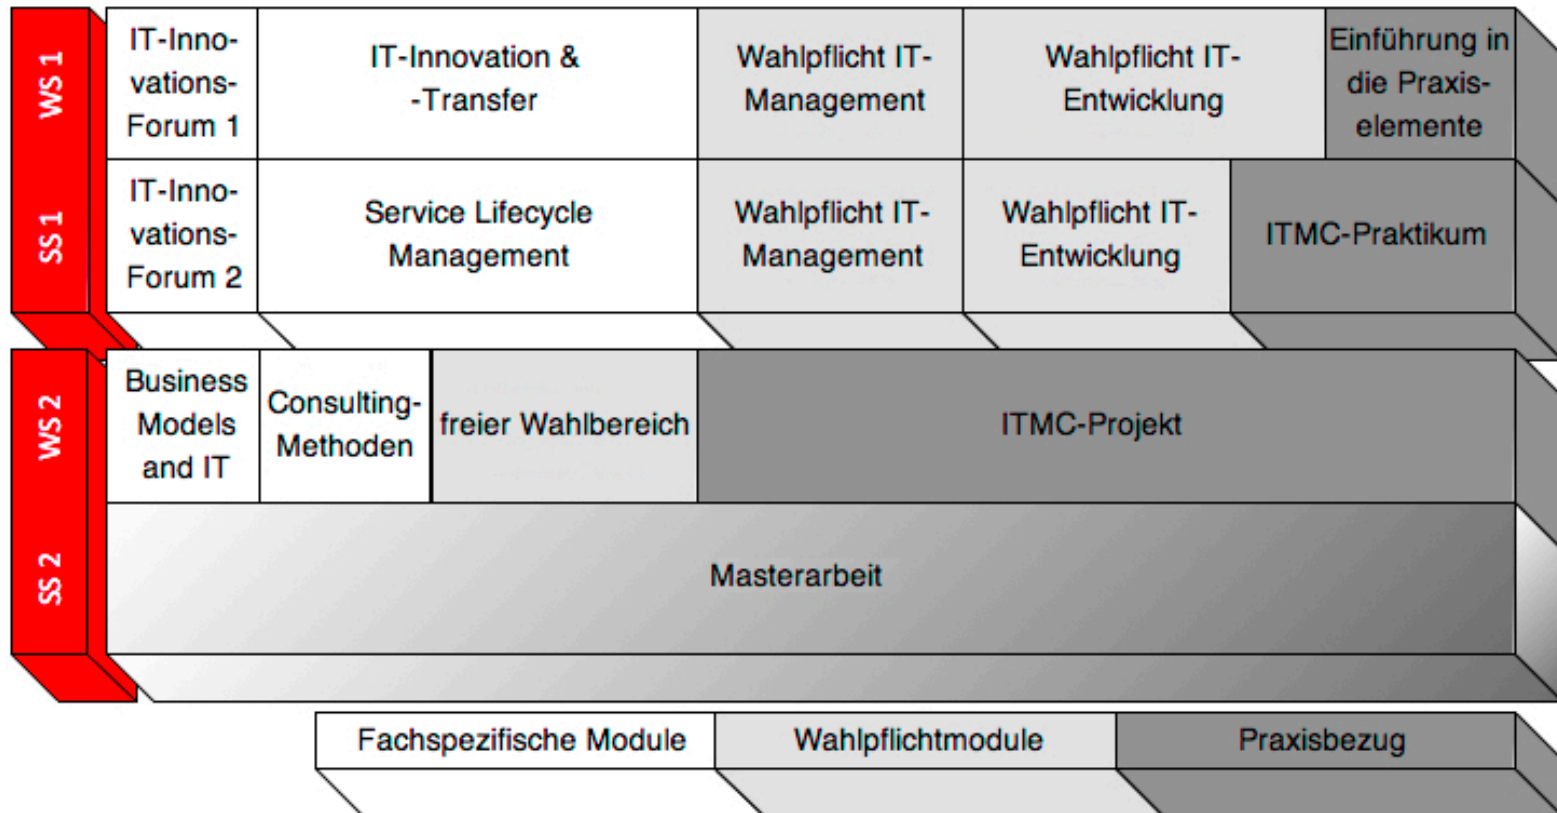 WS 1
IT-Inno-
vations-
Forum 1
IT-Innovation &
-Transfer
Wahlpflicht IT-
Management
Wahlpflicht IT-
Entwicklung
Einführung in
die Praxis-
elemente
SS 1
IT-Inno-
vations-
Forum 2
Service Lifecycle
Management
Wahlpflicht IT-
Management
Wahlpflicht IT-
Entwicklung
ITMC-Praktikum
WS 2
Business
Models
and IT
Consulting-
Methoden
freier Wahlbereich
ITMC-Projekt
SS 2
Masterarbeit
Fachspezifische Module
Wahlpflichtmodule
Praxisbezug